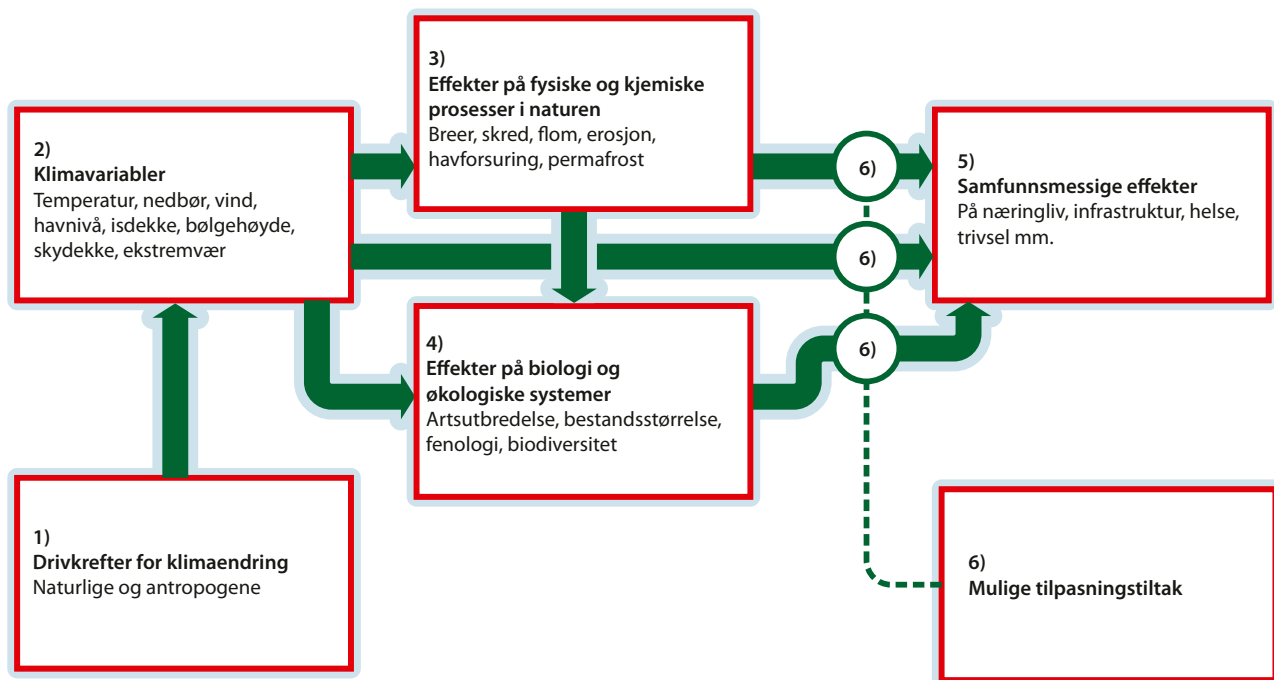 1)
Drivkrefter for klimaendring
Naturlige og antropogene
2)
Klimavariabler
Temperatur, nedbør, vind,
havnivå, isdekke, bølgehøyde,
skydekke, ekstremvær
3)
Effekter på fysiske og kjemiske
prosesser i naturen
Breer, skred, flom, erosjon,
havforsuring, permafrost
4)
Effekter på biologi og
økologiske systemer
Artsutbredelse, bestandsstørrelse,
fenologi, biodiversitet
6)
6)
6)
5)
Samfunnsmessige effekter
På næringliv, infrastruktur, helse,
trivsel mm.
6)
Mulige tilpasningstiltak